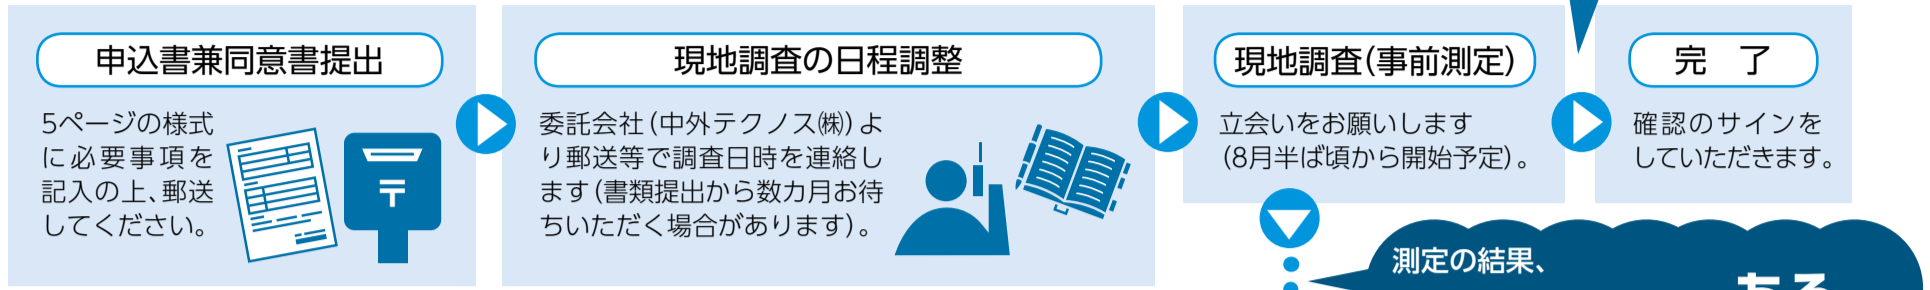 申込書兼同意書提出
5ページの様式
に必要事項を
記入の上、郵送
してください。
〒
現地調査の日程調整
委託会社(中外テクノス㈱)よ
り郵送等で調査日時を連絡し
ます(書類提出から数カ月お待
ちいただく場合があります)。
現地調査(事前測定)
立会いをお願いします
(8月半ば頃から開始予定)。
完 了
確認のサインを
していただきます。
測定の結果、